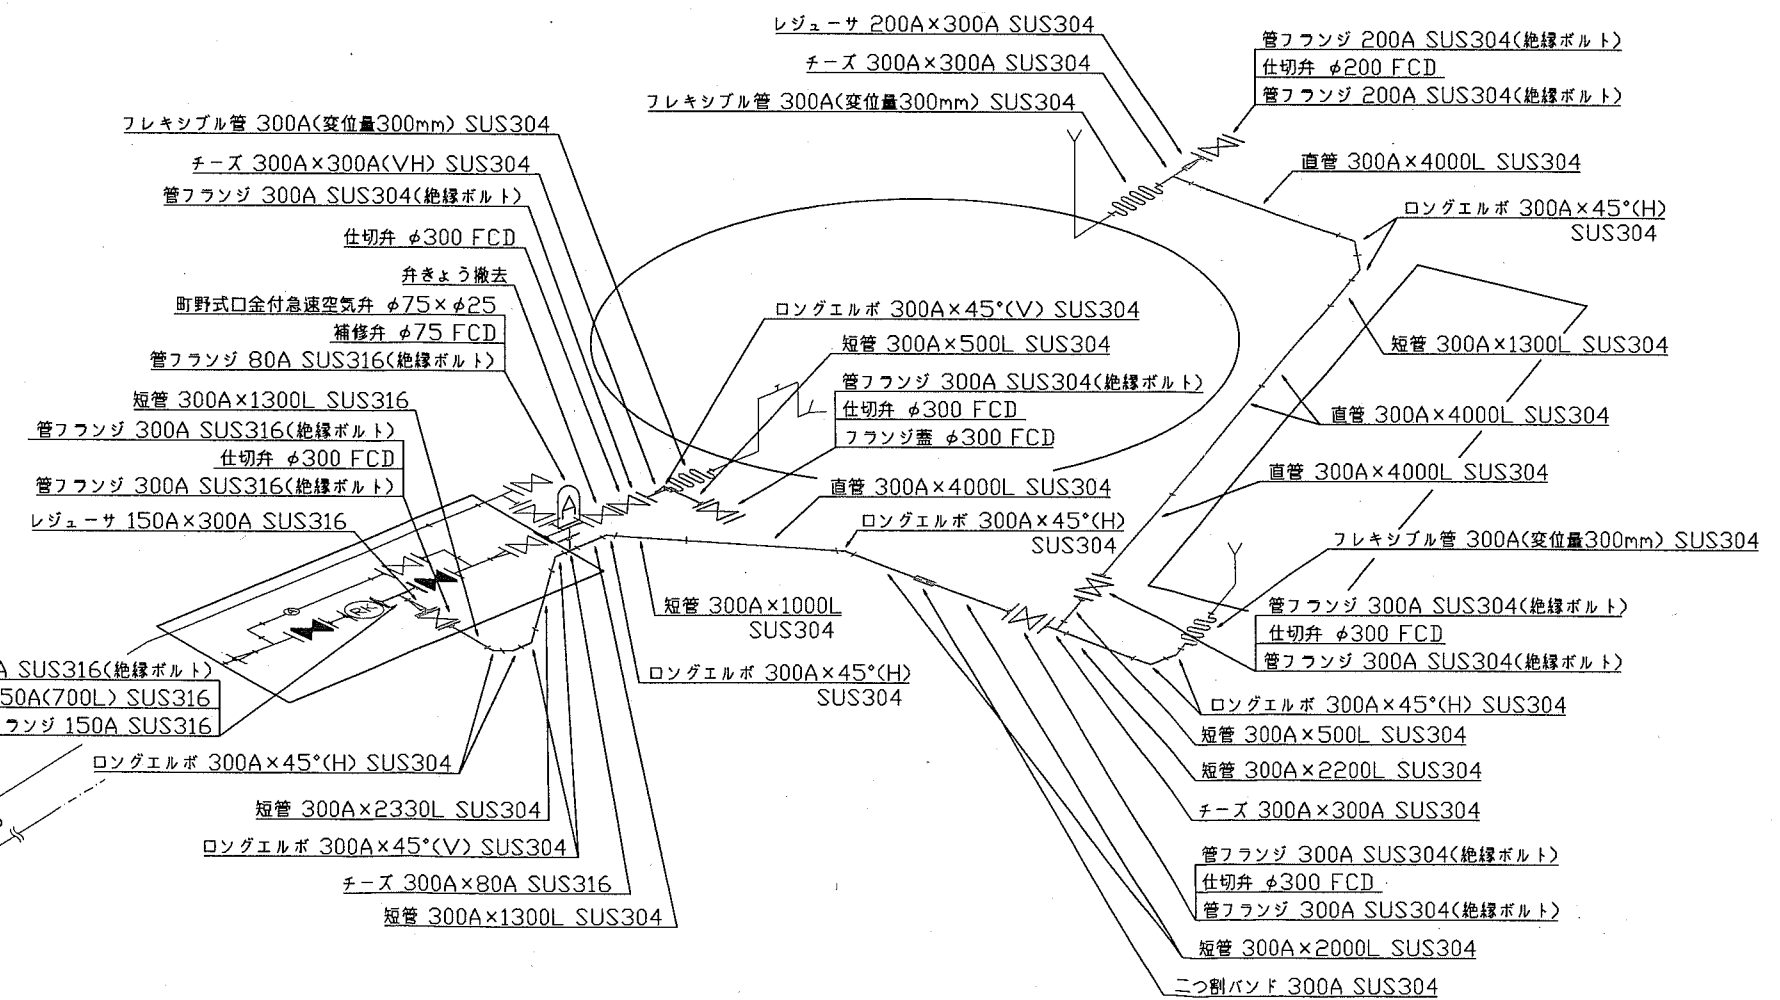 レジューサ 200A×300A SUS304
チーズ 300A×300A SUS304
フレキシブル管 300A(変位量300mm) SUS304
管フランジ 200A SUS304(絶縁ボルト)
仕切弁 φ200 FCD
管フランジ 200A SUS304(絶縁ボルト)
直管 300A×4000L SUS304
ロングエルボ 300A×45°(H)
SUS304
フレキシブル管 300A(変位量300mm) SUS304
チーズ 300A×300A(VH) SUS304
管フランジ 300A SUS304(絶縁ボルト)
仕切弁 φ300 FCD
弁きょう撤去
町野式口金付急速空気弁 φ75×φ25
補修弁 φ75 FCD
管フランジ 80A SUS316(絶縁ボルト)
短管 300A×1300L SUS316
管フランジ 300A SUS316(絶縁ボルト)
仕切弁 φ300 FCD
管フランジ 300A SUS316(絶縁ボルト)
レジューサ 150A×300A SUS316
ロングエルボ 300A×45°(V) SUS304
短管 300A×500L SUS304
管フランジ 300A SUS304(絶縁ボルト)
仕切弁 φ300 FCD
フランジ蓋 φ300 FCD
直管 300A×4000L SUS304
ロングエルボ 300A×45°(H)
SUS304
短管 300A×1300L SUS304
直管 300A×4000L SUS304
直管 300A×4000L SUS304
フレキシブル管 300A(変位量300mm) SUS304
管フランジ 300A SUS304(絶縁ボルト)
仕切弁 φ300 FCD
管フランジ 300A SUS304(絶縁ボルト)
A
RK
短管 300A×1000L
SUS304
ロングエルボ 300A×45°(H)
SUS304
A SUS316(絶縁ボルト)
50A(700L) SUS316
ランジ 150A SUS316
ロングエルボ 300A×45°(H) SUS304
短管 300A×2330L SUS304
ロングエルボ 300A×45°(V) SUS304
チーズ 300A×80A SUS316
短管 300A×1300L SUS304
ロングエルボ 300A×45°(H) SUS304
短管 300A×500L SUS304
短管 300A×2200L SUS304
チーズ 300A×300A SUS304
管フランジ 300A SUS304(絶縁ボルト)
仕切弁 φ300 FCD
管フランジ 300A SUS304(絶縁ボルト)
短管 300A×2000L SUS304
二つ割バンド 300A SUS304